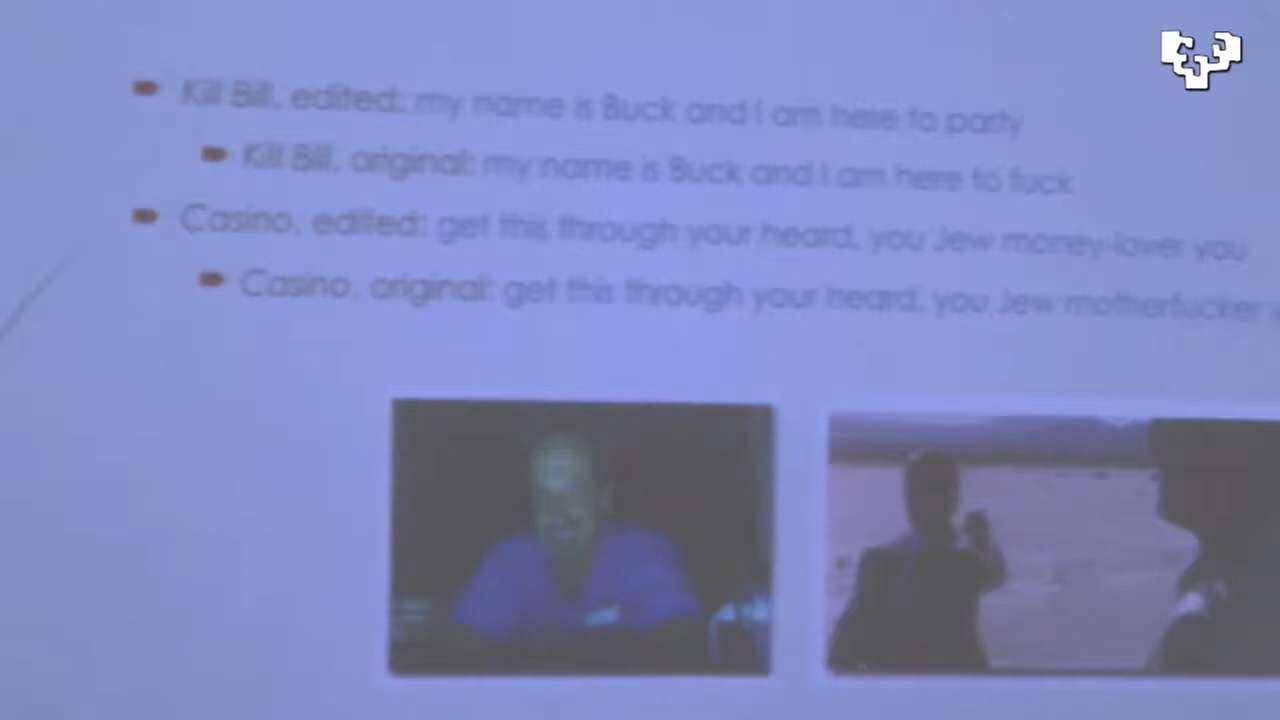 Kill Bill, edited: my name is Buck and I am here to party
Kill Bill, original: my name is Buck and I am here to fuck
Casino, edited: get this through your heard, you Jew money-lover you
Casino, original: get this through your heard, you Jew motherfucker